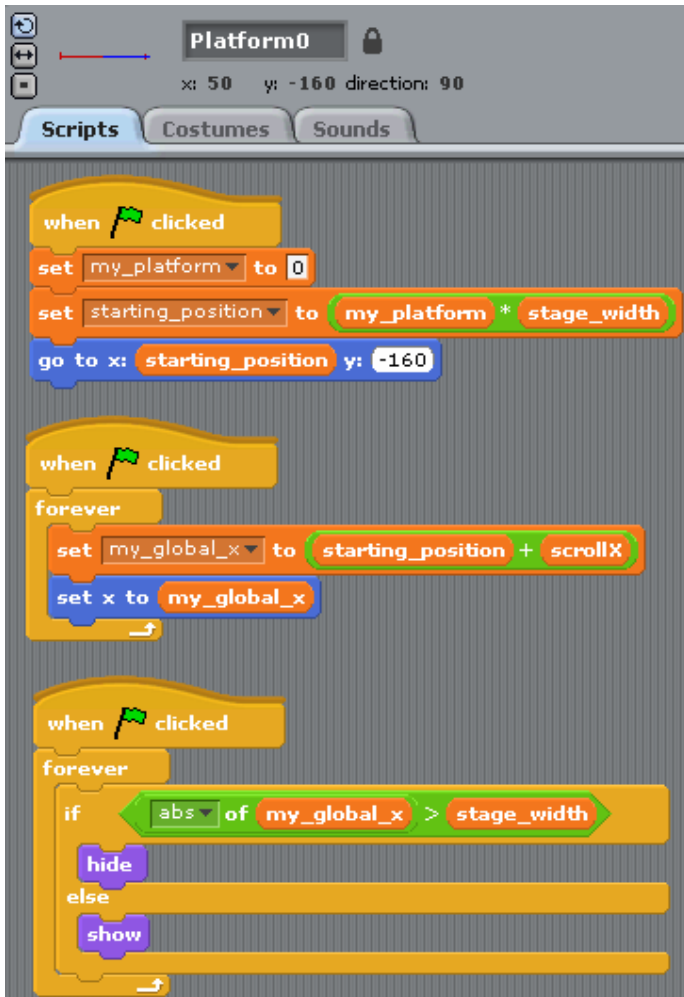 Platform0
x: 50 y: -160 direction: 90
Scripts Costumes Sounds
when clicked
set my_platform to 0
set starting_position to my_platform * stage_width
go to x: starting_position y: -160
when clicked
forever
set my_global_x to starting_position + scrollX
set x to my_global_x
when clicked
forever
if abs of my_global_x > stage_width
hide
else
show